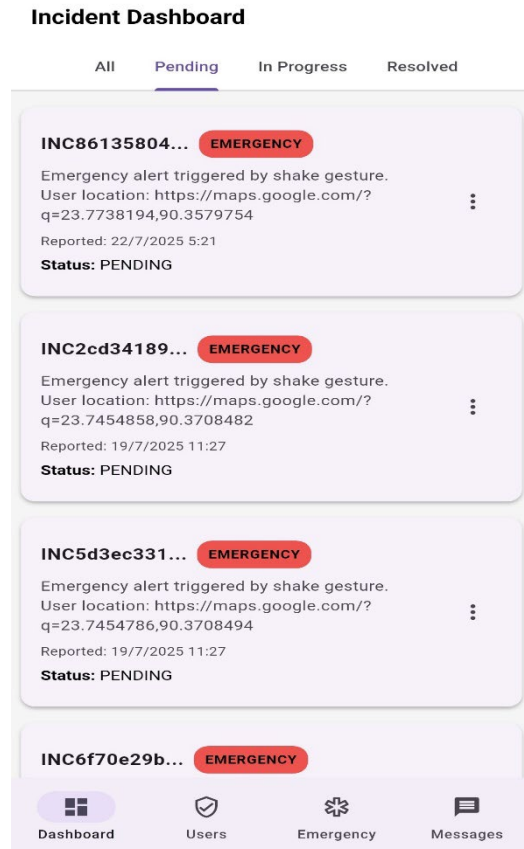 Incident Dashboard
All Pending In Progress Resolved
INC86135804... EMERGENCY
Emergency alert triggered by shake gesture.
User location: https://maps.google.com/?
q=23.7738194,90.3579754
Reported: 22/7/2025 5:21
Status: PENDING
INC2cd34189... EMERGENCY
Emergency alert triggered by shake gesture.
User location: https://maps.google.com/?
q=23.7454858,90.3708482
Reported: 19/7/2025 11:27
Status: PENDING
INC5d3ec331... EMERGENCY
Emergency alert triggered by shake gesture.
User location: https://maps.google.com/?
q=23.7454786,90.3708494
Reported: 19/7/2025 11:27
Status: PENDING
INC6f70e29b... EMERGENCY
Dashboard Users Emergency Messages